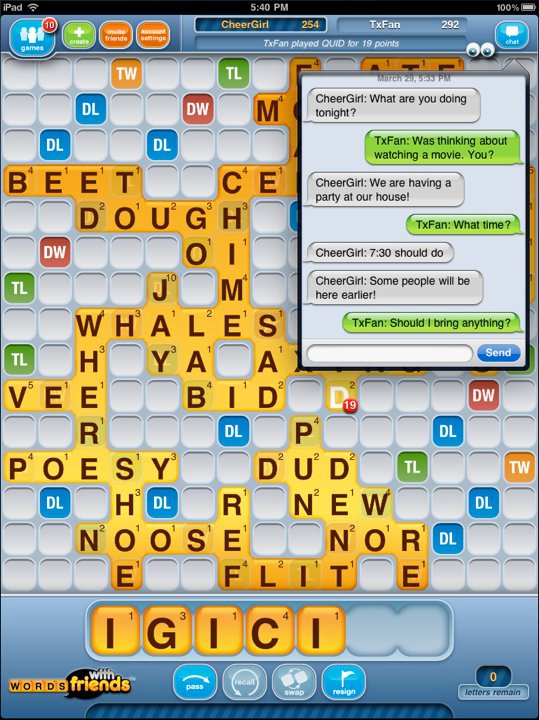 iPad 5:40 PM 100%
10
games
create
invite friends
account settings
CheerGirl 254
TxFan 292
TxFan played QUID for 19 points
chat
March 29, 5:33 PM
CheerGirl: What are you doing
tonight?
TxFan: Was thinking about
watching a movie. You?
CheerGirl: We are having a
party at our house!
TxFan: What time?
CheerGirl: 7:30 should do
CheerGirl: Some people will be
here earlier!
TxFan: Should I bring anything?
Send
TW TL
DL DW M
DL DL
BEET CE
DOUGH
DW O I
TL J M
WHALES
TL H YA A
VEE BID D 19 DW
R DL P DL
POESY DUD TL TW
DL H DL R NEW DL
NOOSE NOR DL
E FLIT E
I G I C I
WORDS with friends
pass
recall
swap
resign
0
letters remain